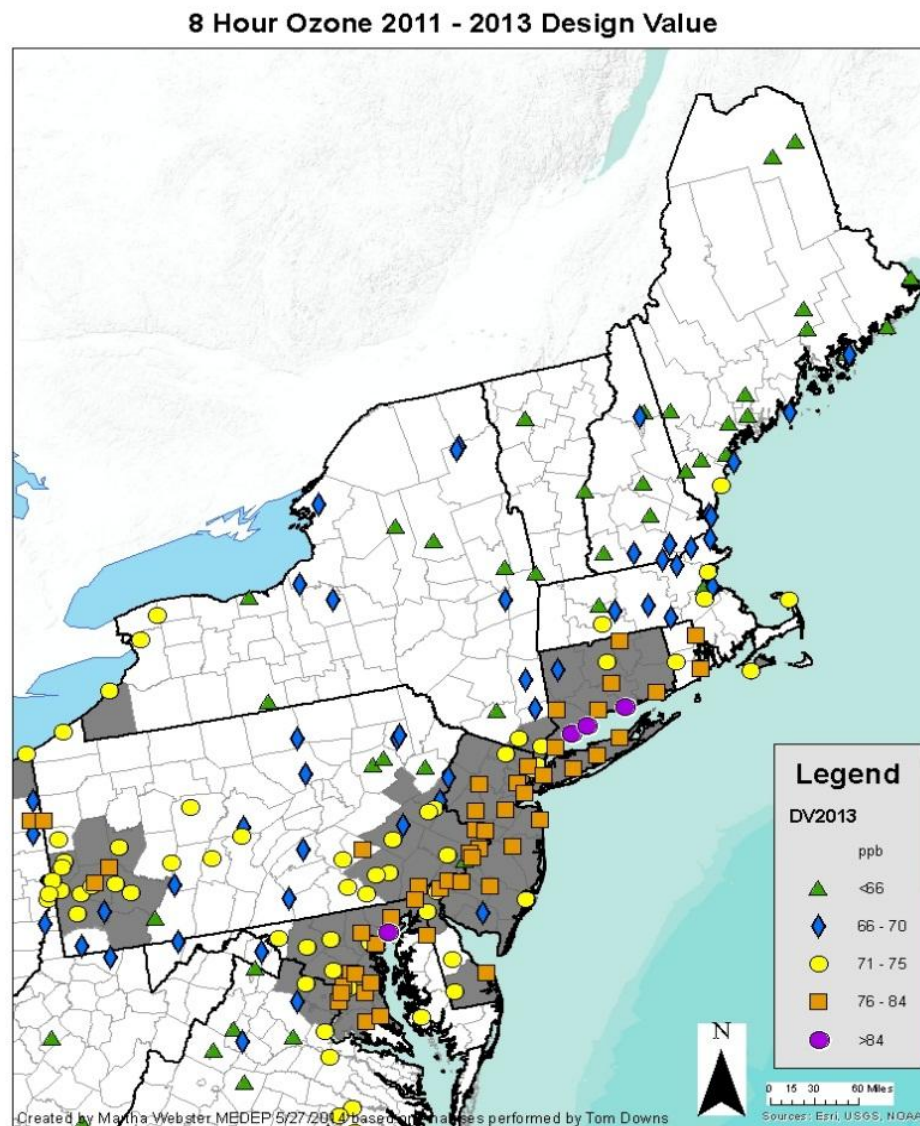 8 Hour Ozone 2011 - 2013 Design Value
Legend
DV2013
ppb
<66
66 - 70
71 - 75
76 - 84
>84
N
0 15 30 60 Miles
Created by Martha Webster MEDEP 5/27/2014 based on analyses performed by Tom Downs
Sources: Esri, USGS, NOAA